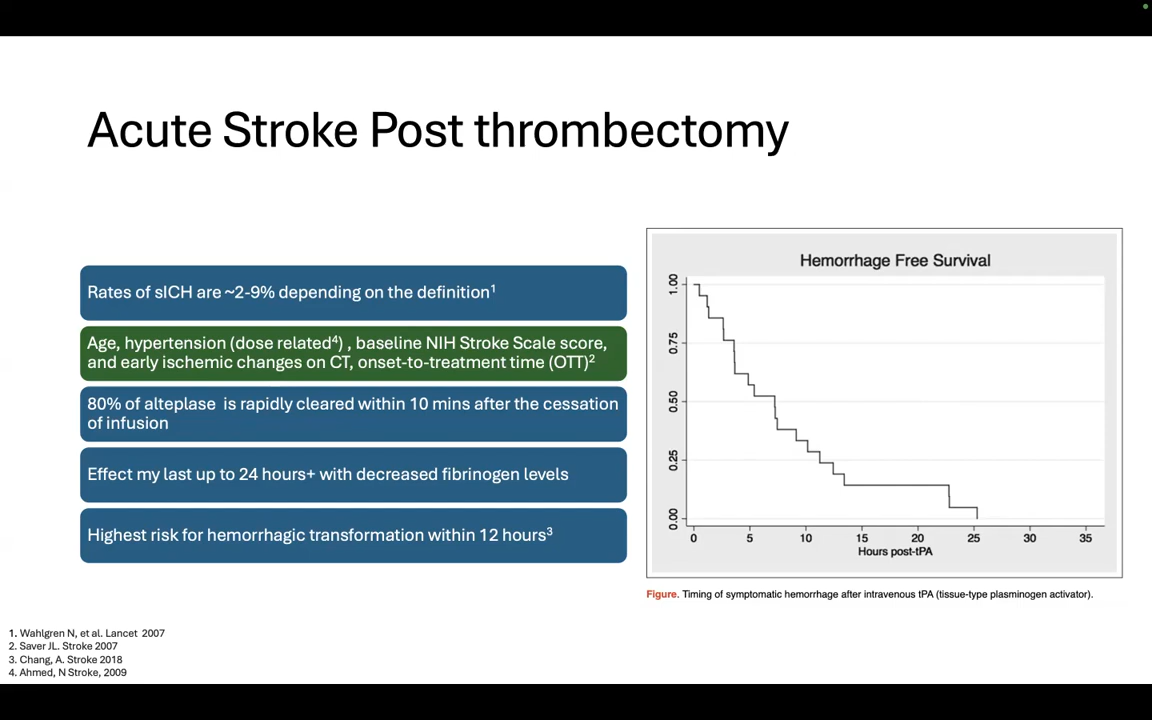 Acute Stroke Post thrombectomy
Rates of sICH are ~2-9% depending on the definition¹
Age, hypertension (dose related⁴) , baseline NIH Stroke Scale score,
and early ischemic changes on CT, onset-to-treatment time (OTT)²
80% of alteplase is rapidly cleared within 10 mins after the cessation
of infusion
Effect my last up to 24 hours+ with decreased fibrinogen levels
Highest risk for hemorrhagic transformation within 12 hours³
Hemorrhage Free Survival
1.00
0.75
0.50
0.25
0.00
0 5 10 15 20 25 30 35
Hours post-tPA
Figure. Timing of symptomatic hemorrhage after intravenous tPA (tissue-type plasminogen activator).
1. Wahlgren N, et al. Lancet 2007
2. Saver JL. Stroke 2007
3. Chang, A. Stroke 2018
4. Ahmed, N Stroke, 2009